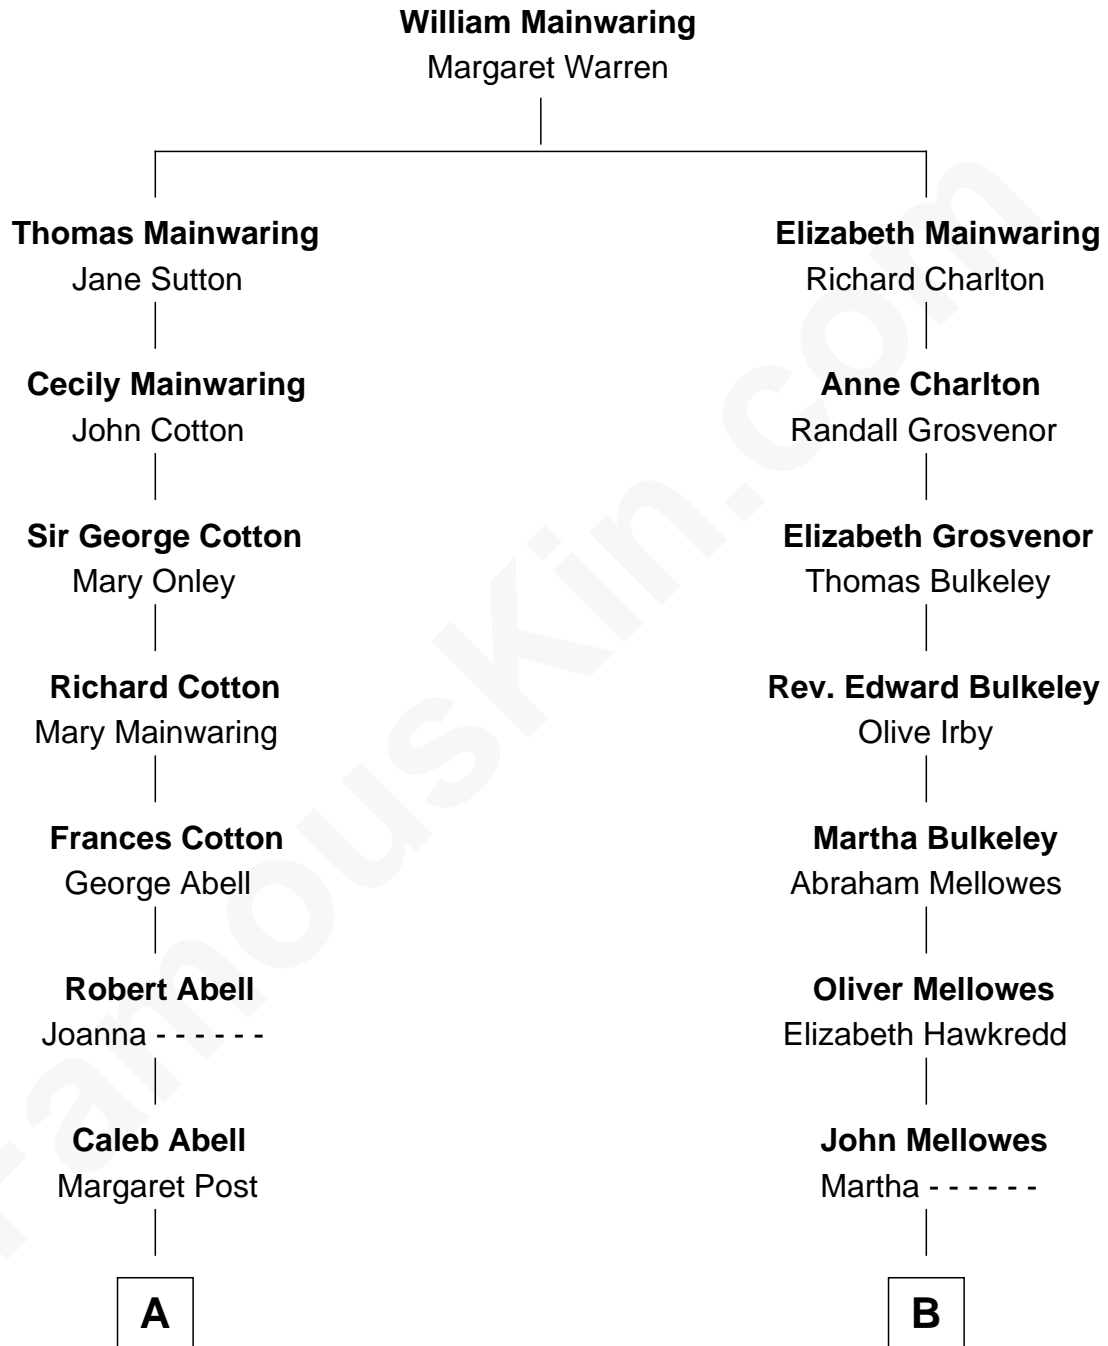 William Mainwaring
Margaret Warren
Thomas Mainwaring
Jane Sutton
Elizabeth Mainwaring
Richard Charlton
Cecily Mainwaring
John Cotton
Anne Charlton
Randall Grosvenor
Sir George Cotton
Mary Onley
Elizabeth Grosvenor
Thomas Bulkeley
Richard Cotton
Mary Mainwaring
Rev. Edward Bulkeley
Olive Irby
Frances Cotton
George Abell
Martha Bulkeley
Abraham Mellowes
Robert Abell
Joanna - - - - - -
Oliver Mellowes
Elizabeth Hawkredd
Caleb Abell
Margaret Post
John Mellowes
Martha - - - - - -
A
B
FamousKin.com